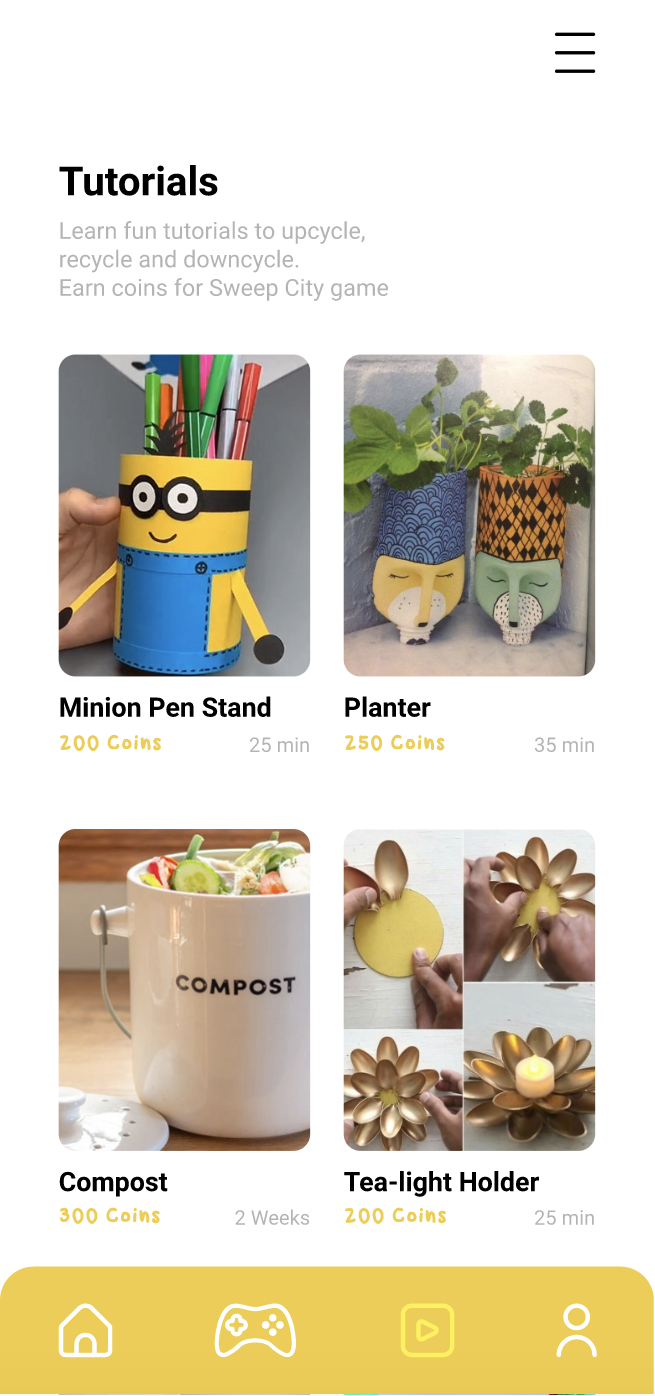 Tutorials
Learn fun tutorials to upcycle,
recycle and downcycle.
Earn coins for Sweep City game
Minion Pen Stand
200 Coins
25 min
Planter
250 Coins
35 min
COMPOST
Compost
300 Coins
2 Weeks
Tea-light Holder
200 Coins
25 min